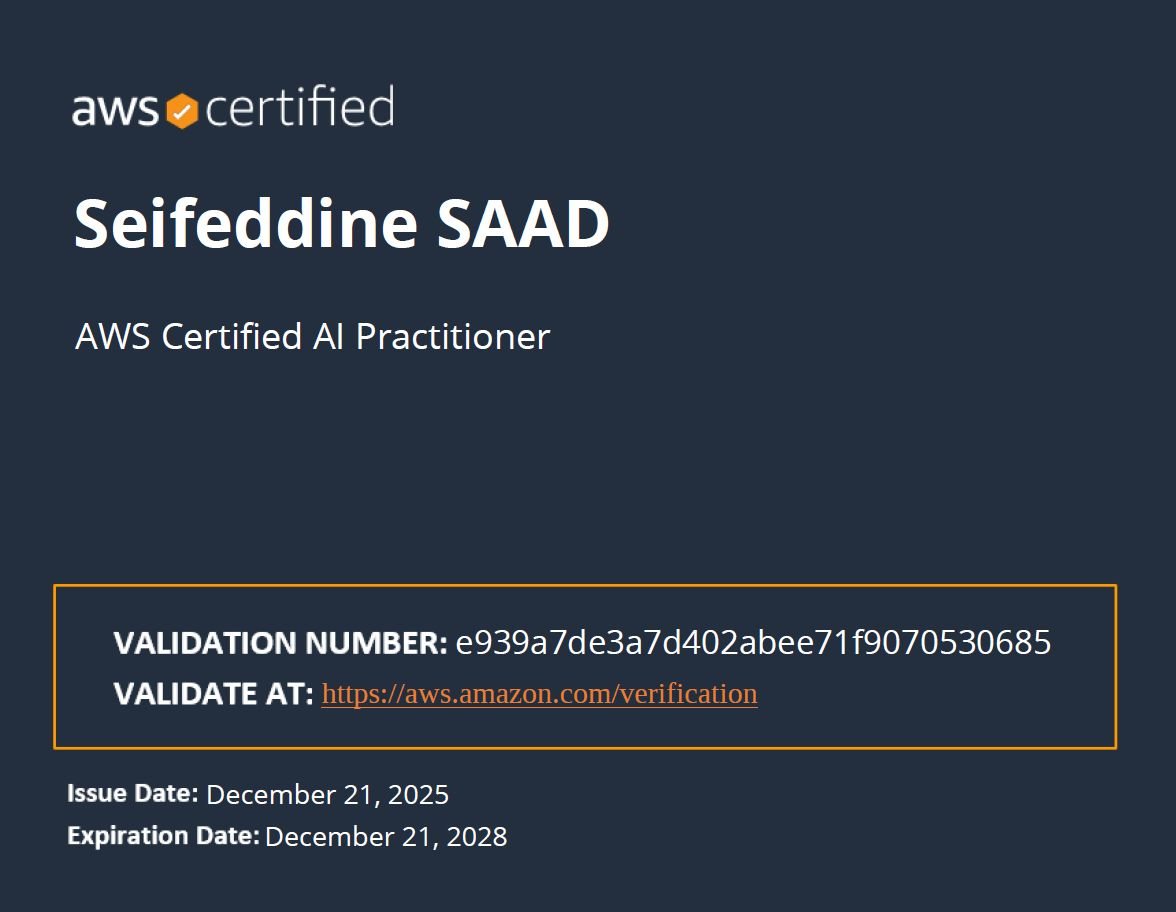 aws certified
Seifeddine SAAD
AWS Certified AI Practitioner
VALIDATION NUMBER: e939a7de3a7d402abee71f9070530685
VALIDATE AT: https://aws.amazon.com/verification
Issue Date: December 21, 2025
Expiration Date: December 21, 2028